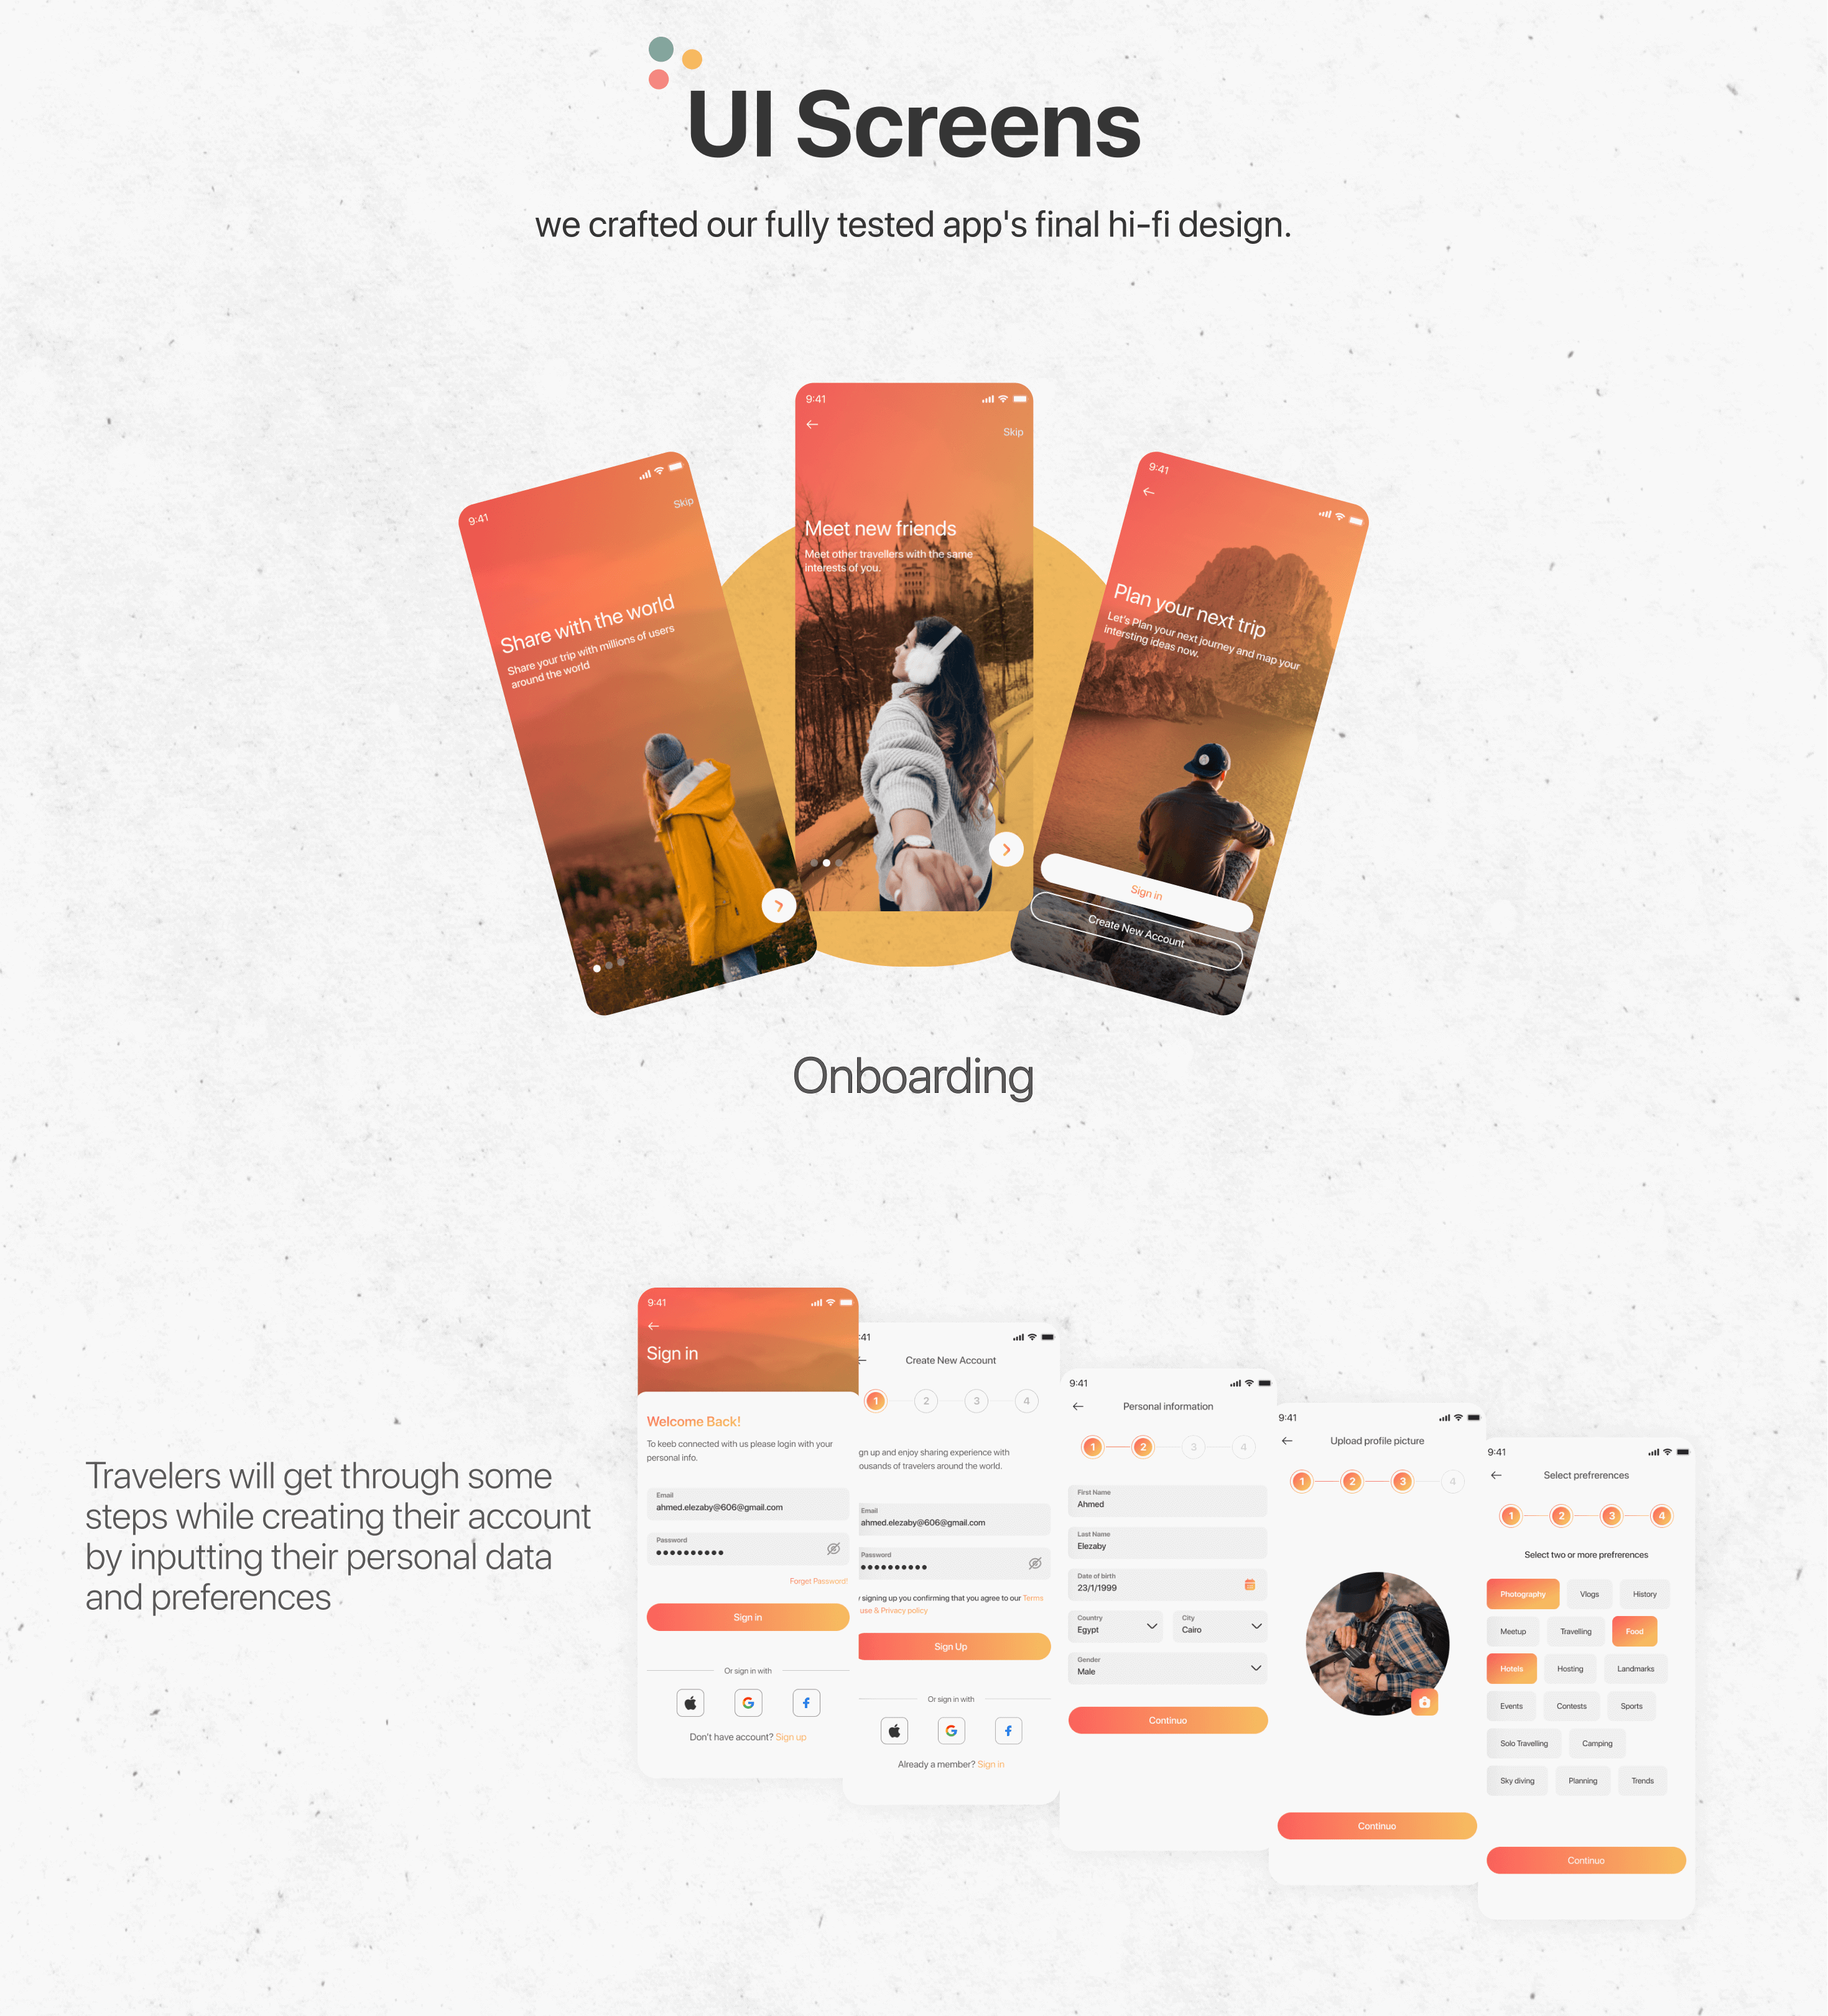 UI Screens
we crafted our fully tested app's final hi-fi design.
9:41
Skip
Share with the world
Share your trip with millions of users
around the world
9:41
Skip
Meet new friends
Meet other travellers with the same
interests of you.
9:41
Plan your next trip
Let's Plan your next journey and map your
intersting ideas now.
Sign in
Create New Account
Onboarding
Travelers will get through some
steps while creating their account
by inputting their personal data
and preferences
9:41
Sign in
Welcome Back!
To keeb connected with us please login with your
personal info.
Email
ahmed.elezaby@606@gmail.com
Password
Forget Password!
Sign in
Or sign in with
Don't have account? Sign up
:41
Create New Account
1 2 3 4
gn up and enjoy sharing experience with
ousands of travelers around the world.
Email
ahmed.elezaby@606@gmail.com
Password
signing up you confirming that you agree to our Terms
use & Privacy policy
Sign Up
Or sign in with
Already a member? Sign in
9:41
Personal information
1 2 3 4
First Name
Ahmed
Last Name
Elezaby
Date of birth
23/1/1999
Country City
Egypt Cairo
Gender
Male
Continuo
9:41
Upload profile picture
1 2 3 4
Continuo
9:41
Select prefrerences
1 2 3 4
Select two or more prefrerences
Photography Vlogs History
Meetup Travelling Food
Hotels Hosting Landmarks
Events Contests Sports
Solo Travelling Camping
Sky diving Planning Trends
Continuo